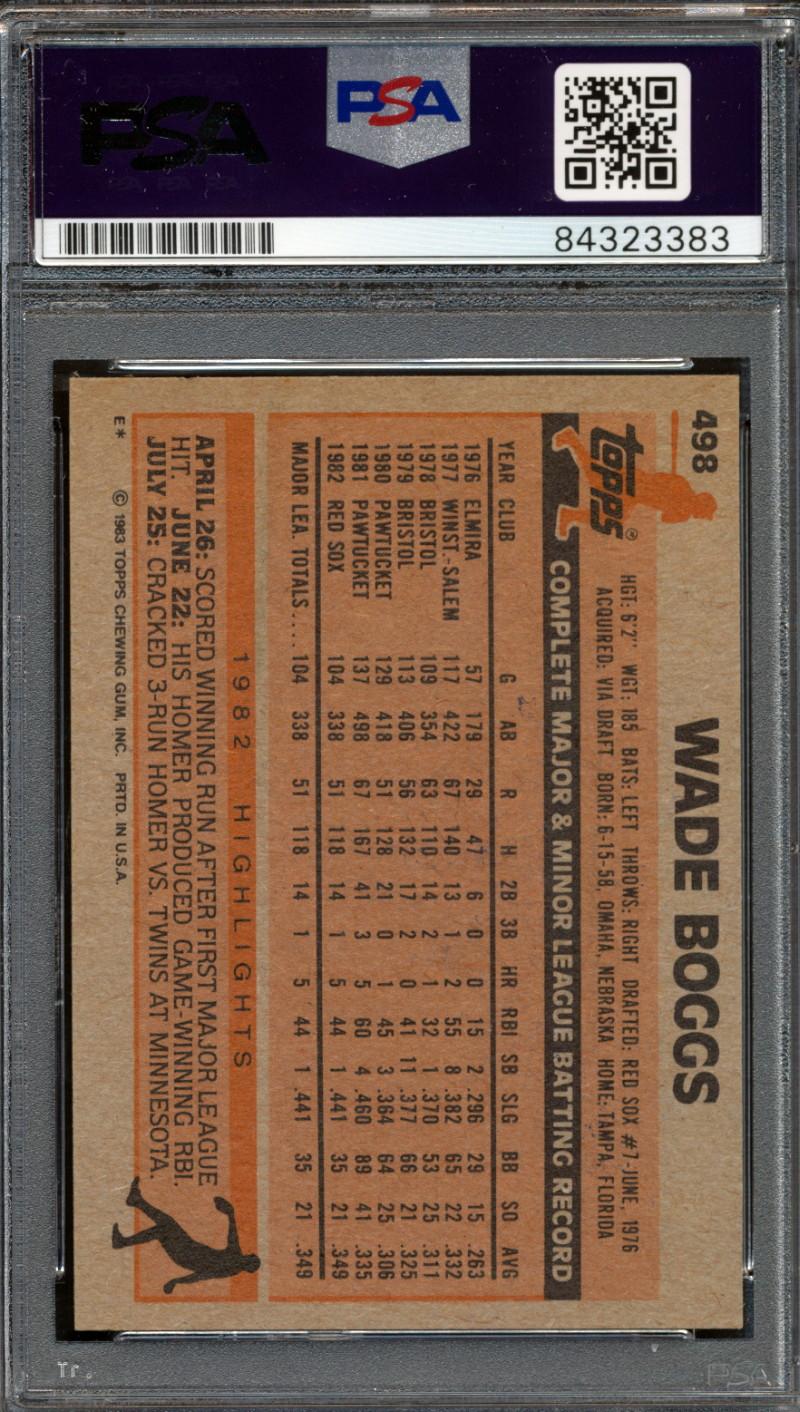 PSA
PSA
84323383
498
WADE BOGGS
Topps®
HGT: 6'2" WGT: 185 BATS: LEFT THROWS: RIGHT DRAFTED: RED SOX #7-JUNE, 1976
ACQUIRED: VIA DRAFT BORN: 6-15-58, OMAHA, NEBRASKA HOME: TAMPA, FLORIDA
COMPLETE MAJOR & MINOR LEAGUE BATTING RECORD
YEAR CLUB G AB R H 2B 3B HR RBI SB SLG BB SO AVG
1976 ELMIRA 57 179 29 47 6 0 0 15 2 .296 29 15 .263
1977 WINST.-SALEM 117 422 67 140 13 1 2 55 8 .382 65 22 .332
1978 BRISTOL 109 354 63 110 14 2 1 32 1 .370 53 25 .311
1979 BRISTOL 113 406 56 132 17 2 0 41 11 .377 66 21 .325
1980 PAWTUCKET 129 418 51 128 21 0 1 45 3 .364 64 25 .306
1981 PAWTUCKET 137 498 67 167 41 3 5 60 4 .460 89 41 .335
1982 RED SOX 104 338 51 118 14 1 5 44 1 .441 35 21 .349
MAJOR LEA. TOTALS.... 104 338 51 118 14 1 5 44 1 .441 35 21 .349
1982 HIGHLIGHTS
APRIL 26: SCORED WINNING RUN AFTER FIRST MAJOR LEAGUE
HIT. JUNE 22: HIS HOMER PRODUCED GAME-WINNING RBI.
JULY 25: CRACKED 3-RUN HOMER VS. TWINS AT MINNESOTA.
E* © 1983 TOPPS CHEWING GUM, INC. PRTD. IN U.S.A.
PSA